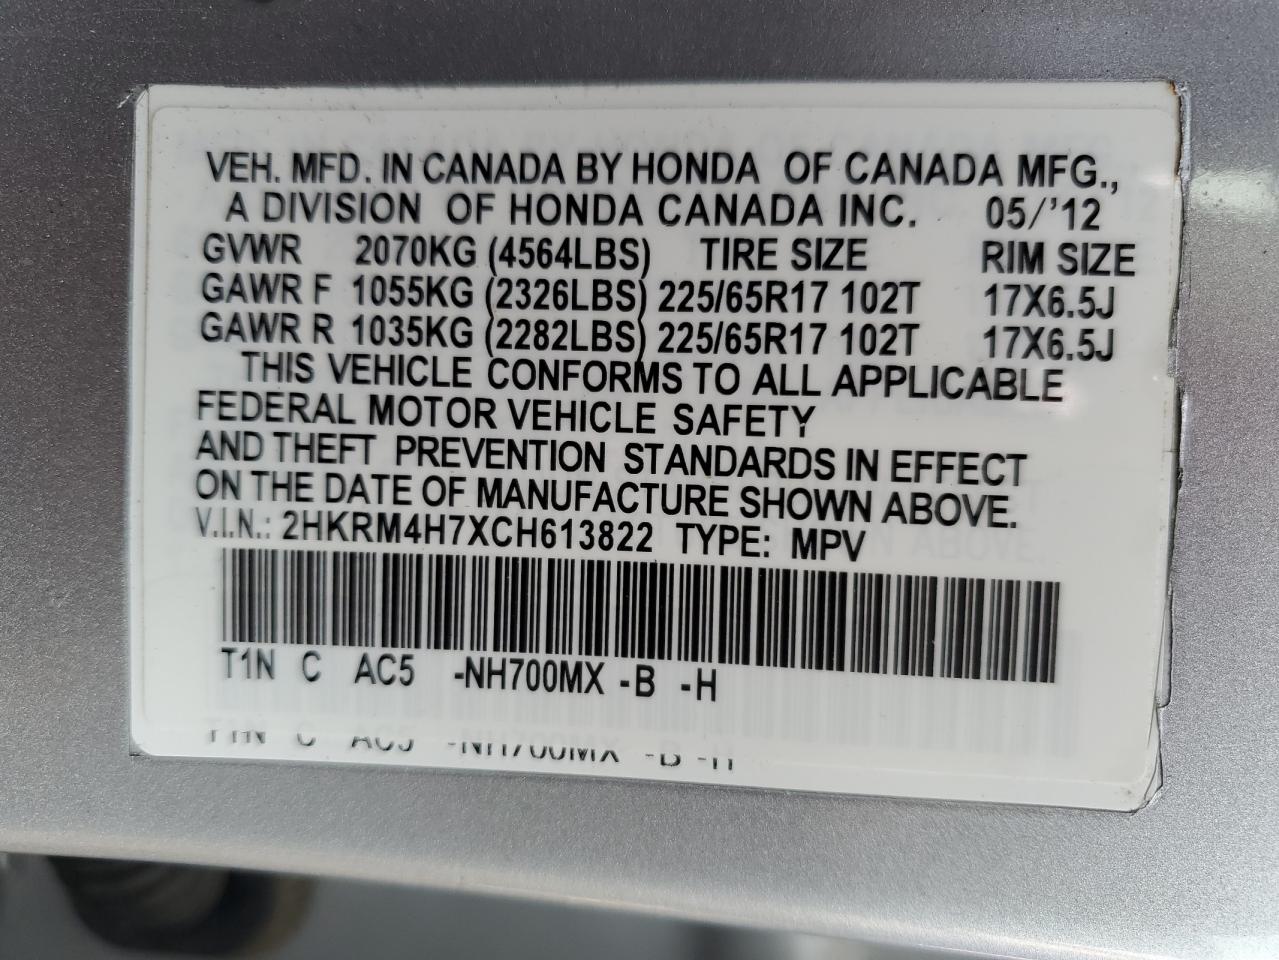 VEH. MFD. IN CANADA BY HONDA OF CANADA MFG.,
A DIVISION OF HONDA CANADA INC. 05/'12
GVWR 2070KG (4564LBS) TIRE SIZE RIM SIZE
GAWR F 1055KG (2326LBS) 225/65R17 102T 17X6.5J
GAWR R 1035KG (2282LBS) 225/65R17 102T 17X6.5J
THIS VEHICLE CONFORMS TO ALL APPLICABLE
FEDERAL MOTOR VEHICLE SAFETY
AND THEFT PREVENTION STANDARDS IN EFFECT
ON THE DATE OF MANUFACTURE SHOWN ABOVE.
V.I.N.: 2HKRM4H7XCH613822 TYPE: MPV
T1N C AC5 -NH700MX -B -H
T1N C AC5 -NH700MX -B -H